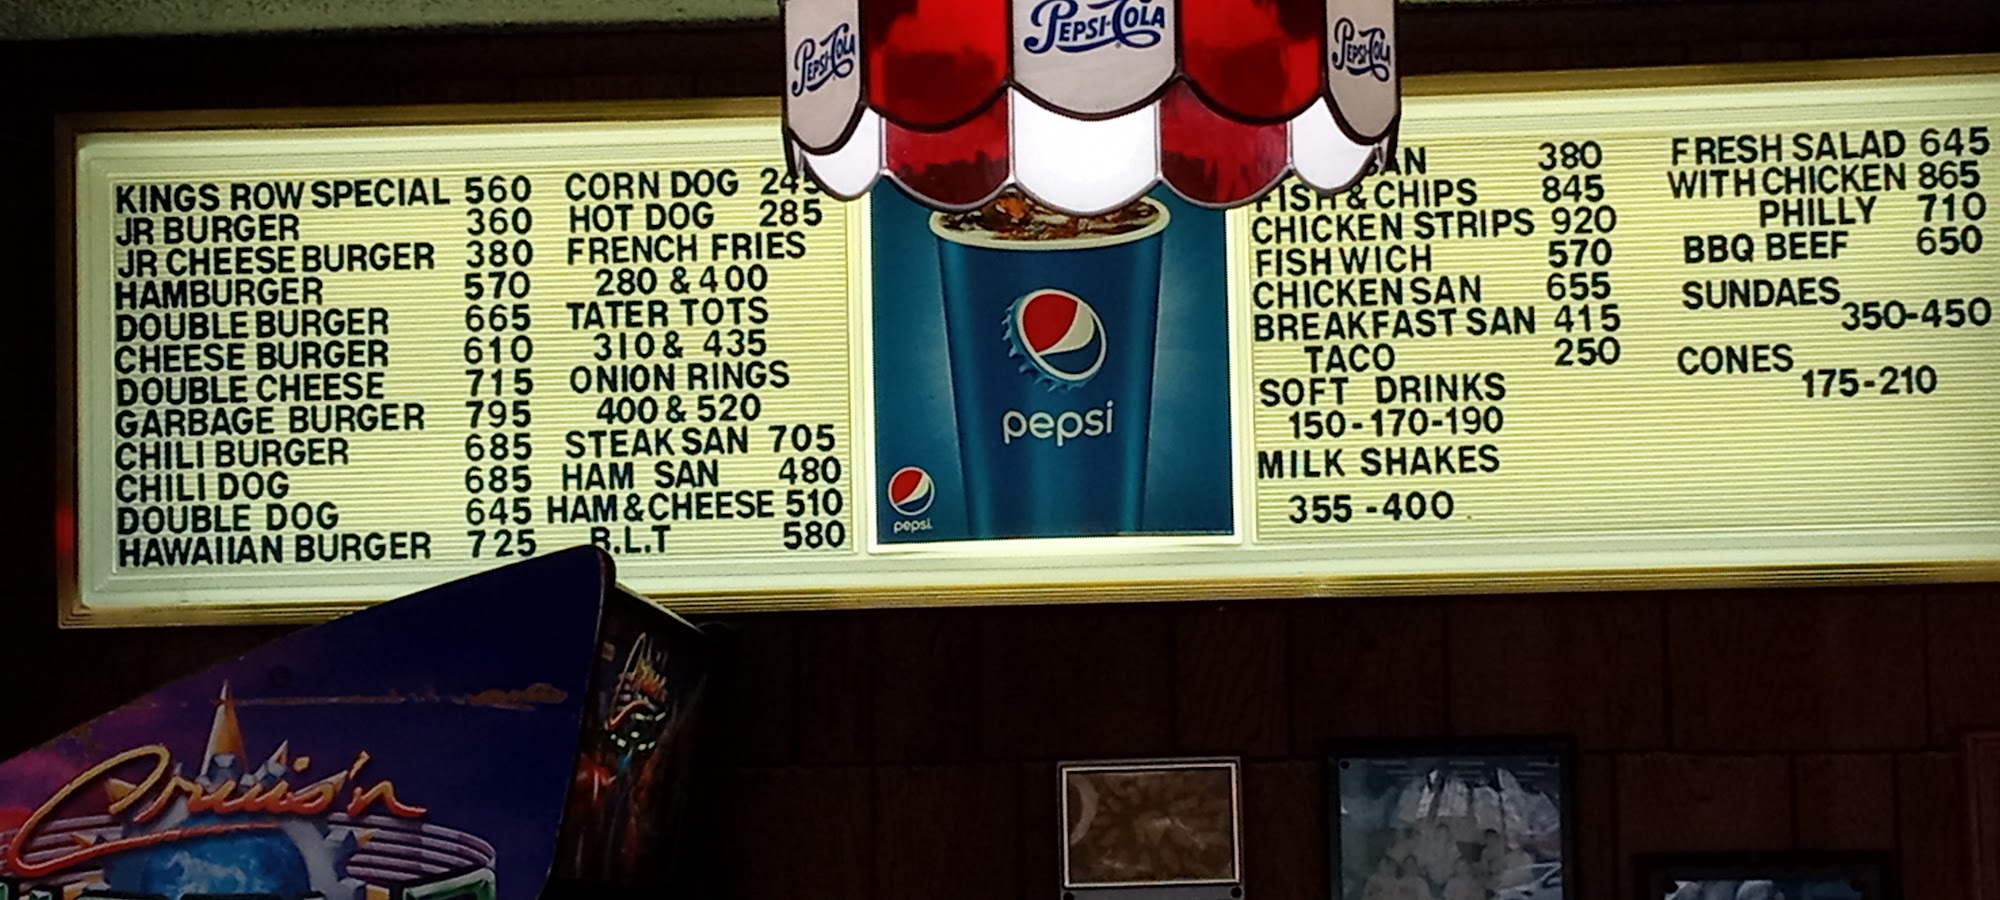 PEPSI-COLA
PEPSI-COLA
PEPSI-COLA
KINGS ROW SPECIAL 560
JR BURGER 360
JR CHEESE BURGER 380
HAMBURGER 570
DOUBLE BURGER 665
CHEESE BURGER 610
DOUBLE CHEESE 715
GARBAGE BURGER 795
CHILI BURGER 685
CHILI DOG 685
DOUBLE DOG 645
HAWAIIAN BURGER 725
CORN DOG 245
HOT DOG 285
FRENCH FRIES
280 & 400
TATER TOTS
310 & 435
ONION RINGS
400 & 520
STEAK SAN 705
HAM SAN 480
HAM & CHEESE 510
B.L.T 580
pepsi
pepsi
380
FISH & CHIPS 845
CHICKEN STRIPS 920
FISHWICH 570
CHICKEN SAN 655
BREAKFAST SAN 415
TACO 250
SOFT DRINKS
150-170-190
MILK SHAKES
355-400
FRESH SALAD 645
WITH CHICKEN 865
PHILLY 710
BBQ BEEF 650
SUNDAES
350-450
CONES
175-210
Cruis'n